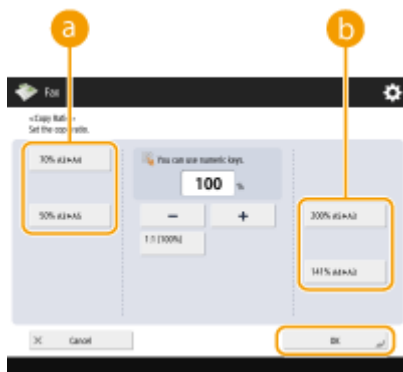 a
b
Fax
<Copy Ratio>
Set the copy ratio.
70% A3▸A4
You can use numeric keys.
100 %
50% A3▸A5
-
+
200% A5▸A3
1:1 (100%)
141% A4▸A3
× Cancel
OK